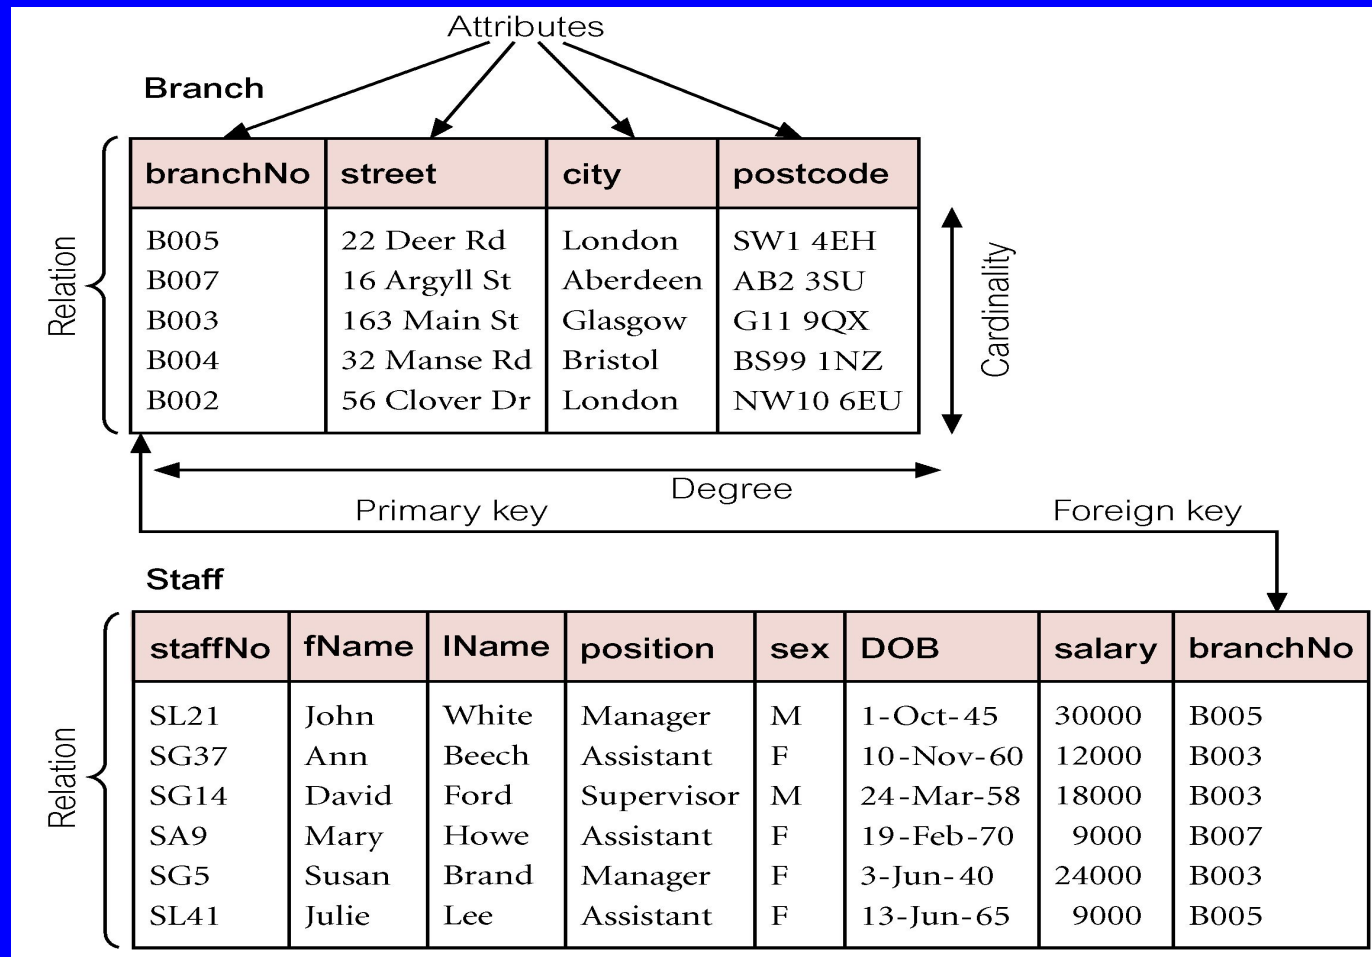 Attributes
Branch
branchNo street city postcode
B005 22 Deer Rd London SW1 4EH
B007 16 Argyll St Aberdeen AB2 3SU
B003 163 Main St Glasgow G11 9QX
B004 32 Manse Rd Bristol BS99 1NZ
B002 56 Clover Dr London NW10 6EU
Relation
Cardinality
Degree
Primary key Foreign key
Staff
staffNo fName lName position sex DOB salary branchNo
SL21 John White Manager M 1-Oct-45 30000 B005
SG37 Ann Beech Assistant F 10-Nov-60 12000 B003
SG14 David Ford Supervisor M 24-Mar-58 18000 B003
SA9 Mary Howe Assistant F 19-Feb-70 9000 B007
SG5 Susan Brand Manager F 3-Jun-40 24000 B003
SL41 Julie Lee Assistant F 13-Jun-65 9000 B005
Relation